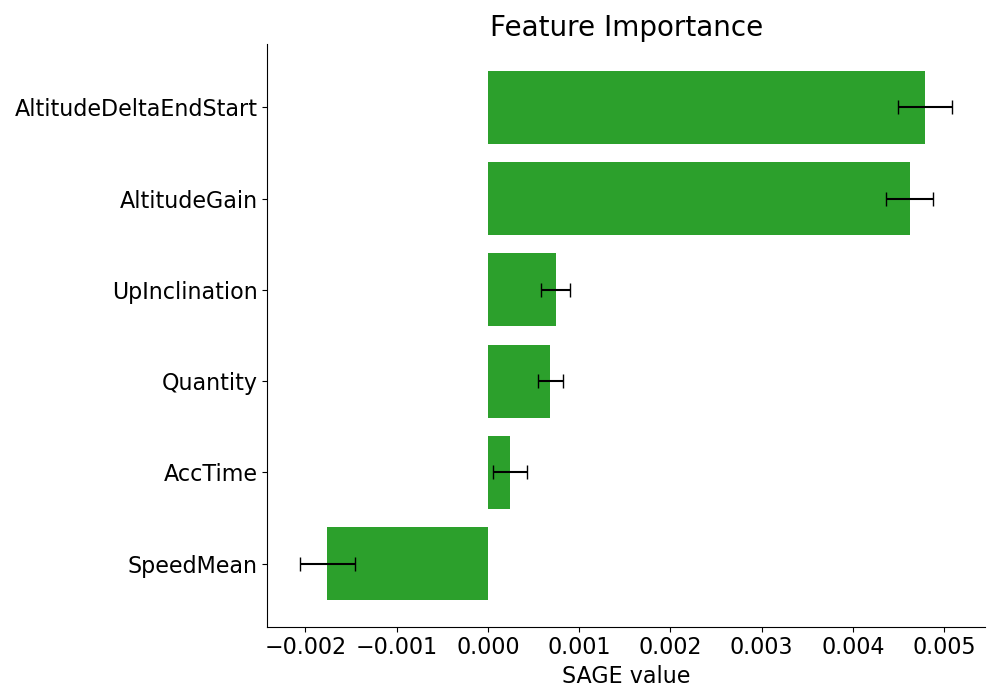 Feature Importance
AltitudeDeltaEndStart
AltitudeGain
UpInclination
Quantity
AccTime
SpeedMean
−0.002 −0.001 0.000 0.001 0.002 0.003 0.004 0.005
SAGE value